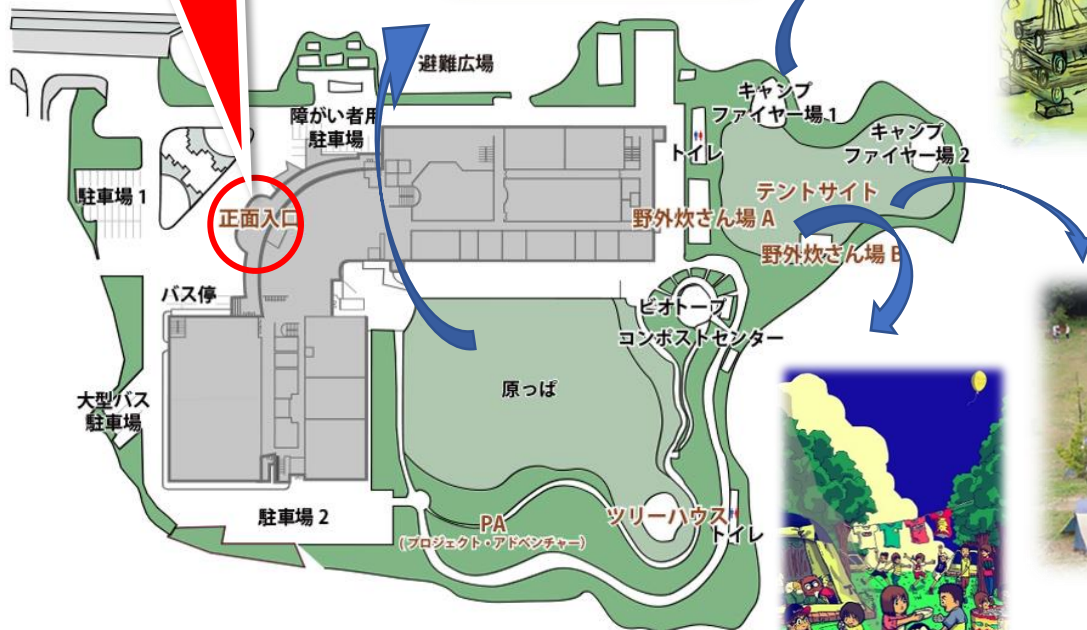 避難広場
障がい者用
駐車場
キャンプ
ファイヤー場 1
キャンプ
ファイヤー場 2
トイレ
駐車場 1
正面入口
テントサイト
野外炊さん場 A
野外炊さん場 B
バス停
ビオトープ
コンポストセンター
原っぱ
大型バス
駐車場
駐車場 2
PA
(プロジェクト・アドベンチャー)
ツリーハウス
トイレ